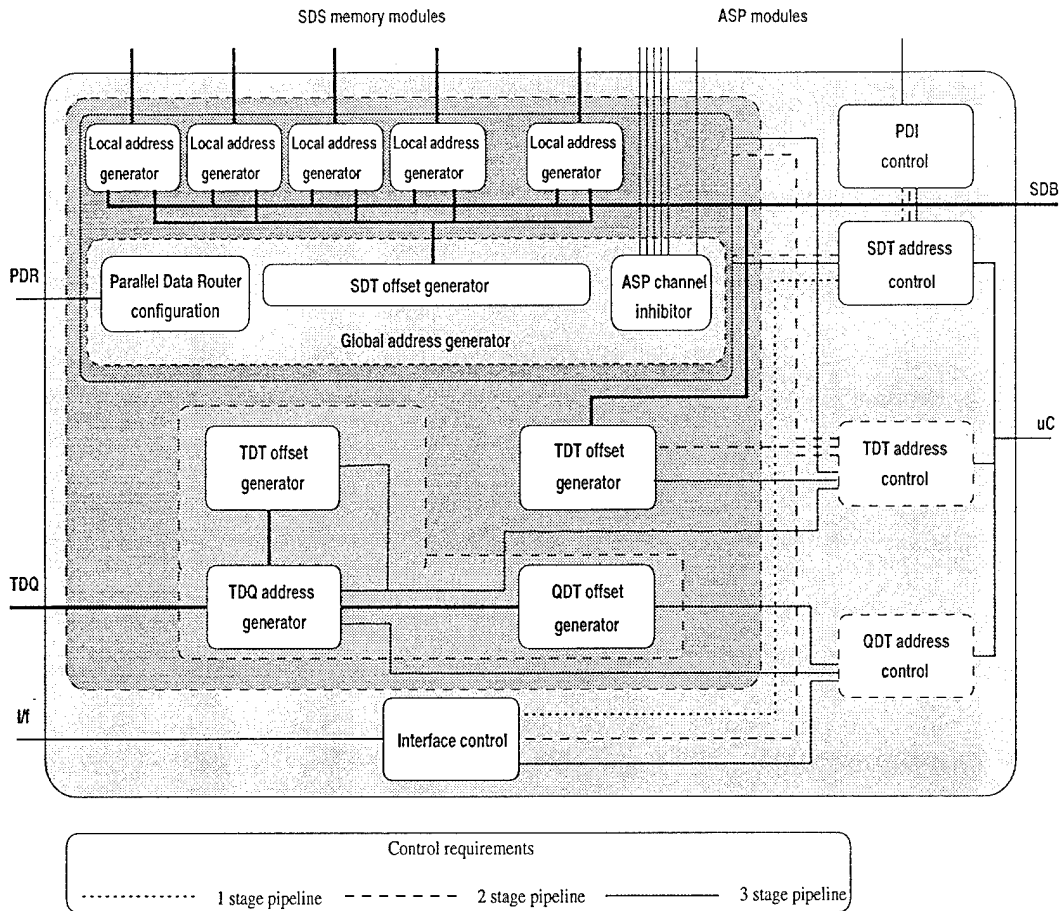 SDS memory modules
ASP modules
Local address
generator
Local address
generator
Local address
generator
Local address
generator
Local address
generator
PDI
control
SDB
SDT address
control
PDR
Parallel Data Router
configuration
SDT offset generator
ASP channel
inhibitor
Global address generator
uC
TDT offset
generator
TDT offset
generator
TDT address
control
TDQ
TDQ address
generator
QDT offset
generator
QDT address
control
I/f
Interface control
Control requirements
1 stage pipeline
2 stage pipeline
3 stage pipeline